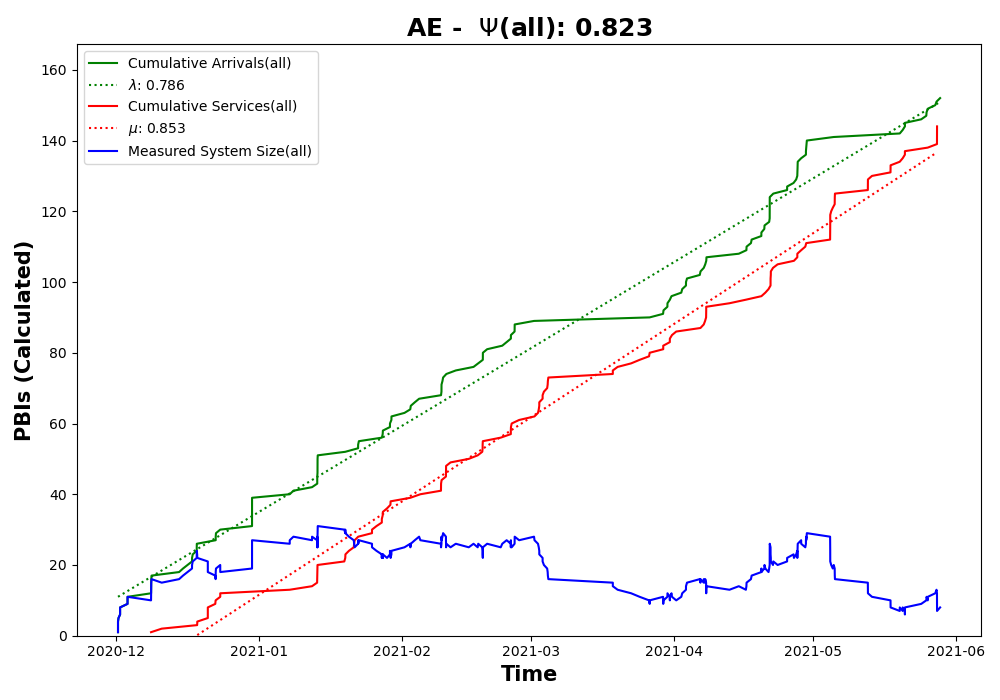 AE - Ψ(all): 0.823
Cumulative Arrivals(all)
λ: 0.786
Cumulative Services(all)
μ: 0.853
Measured System Size(all)
PBIs (Calculated)
160
140
120
100
80
60
40
20
0
2020-12 2021-01 2021-02 2021-03 2021-04 2021-05 2021-06
Time